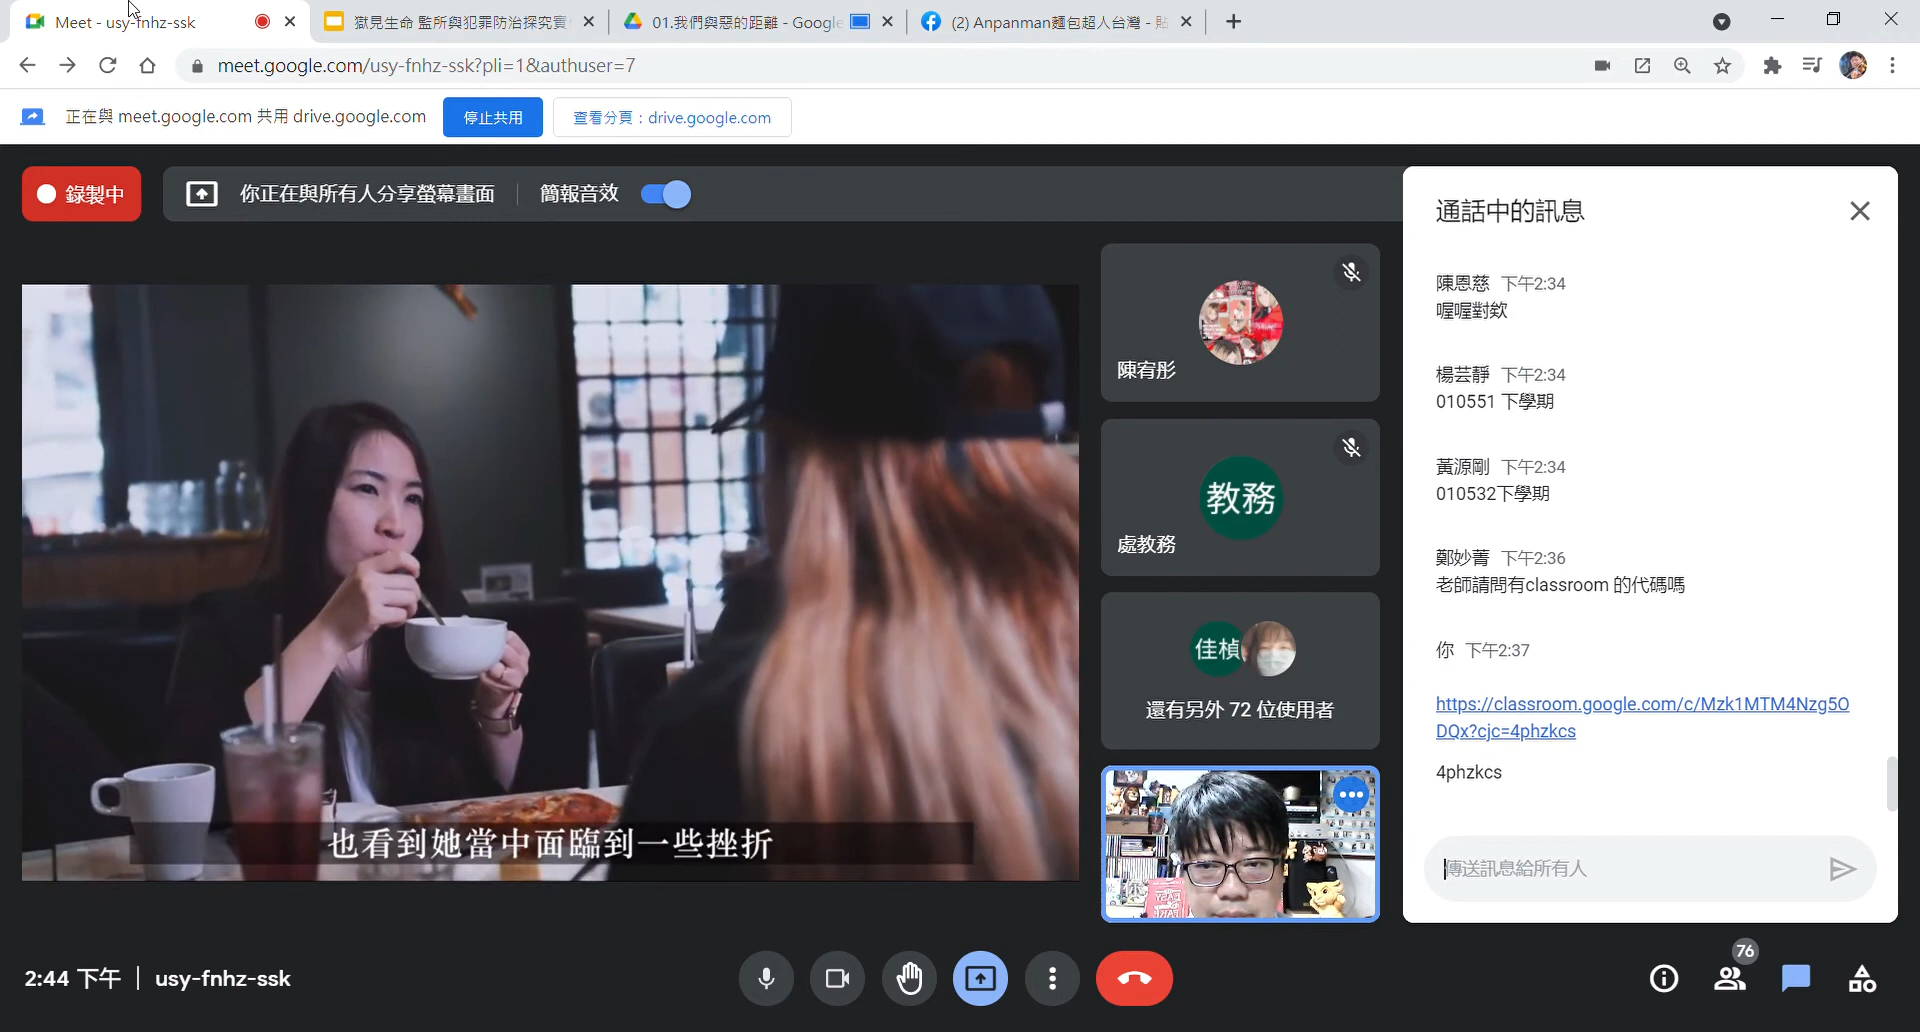 Meet - usy-fnhz-ssk
獄見生命 監所與犯罪防治探究實
01.我們與惡的距離 - Google
(2) Anpanman麵包超人台灣 - 貼
meet.google.com/usy-fnhz-ssk?pli=1&authuser=7
正在與 meet.google.com 共用 drive.google.com
停止共用
查看分頁：drive.google.com
錄製中
你正在與所有人分享螢幕畫面
簡報音效
也看到她當中面臨到一些挫折
陳宥彤
教務
處教務
佳楨
還有另外 72 位使用者
通話中的訊息
陳恩慈 下午2:34
喔喔對欸
楊芸靜 下午2:34
010551 下學期
黃源剛 下午2:34
010532下學期
鄭妙菁 下午2:36
老師請問有classroom 的代碼嗎
你 下午2:37
https://classroom.google.com/c/Mzk1MTM4Nzg5O
DQx?cjc=4phzkcs
4phzkcs
傳送訊息給所有人
2:44 下午
usy-fnhz-ssk
76